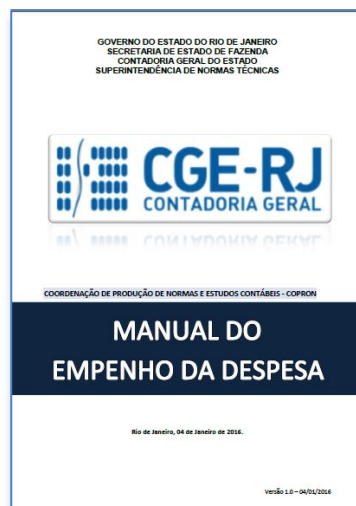 GOVERNO DO ESTADO DO RIO DE JANEIRO
SECRETARIA DE ESTADO DE FAZENDA
CONTADORIA GERAL DO ESTADO
SUPERINTENDÊNCIA DE NORMAS TÉCNICAS
CGE-RJ
CONTADORIA GERAL
COORDENAÇÃO DE PRODUÇÃO DE NORMAS E ESTUDOS CONTÁBEIS - COPRON
MANUAL DO
EMPENHO DA DESPESA
Rio de Janeiro, 04 de Janeiro de 2016.
Versão 1.0 – 04/01/2016